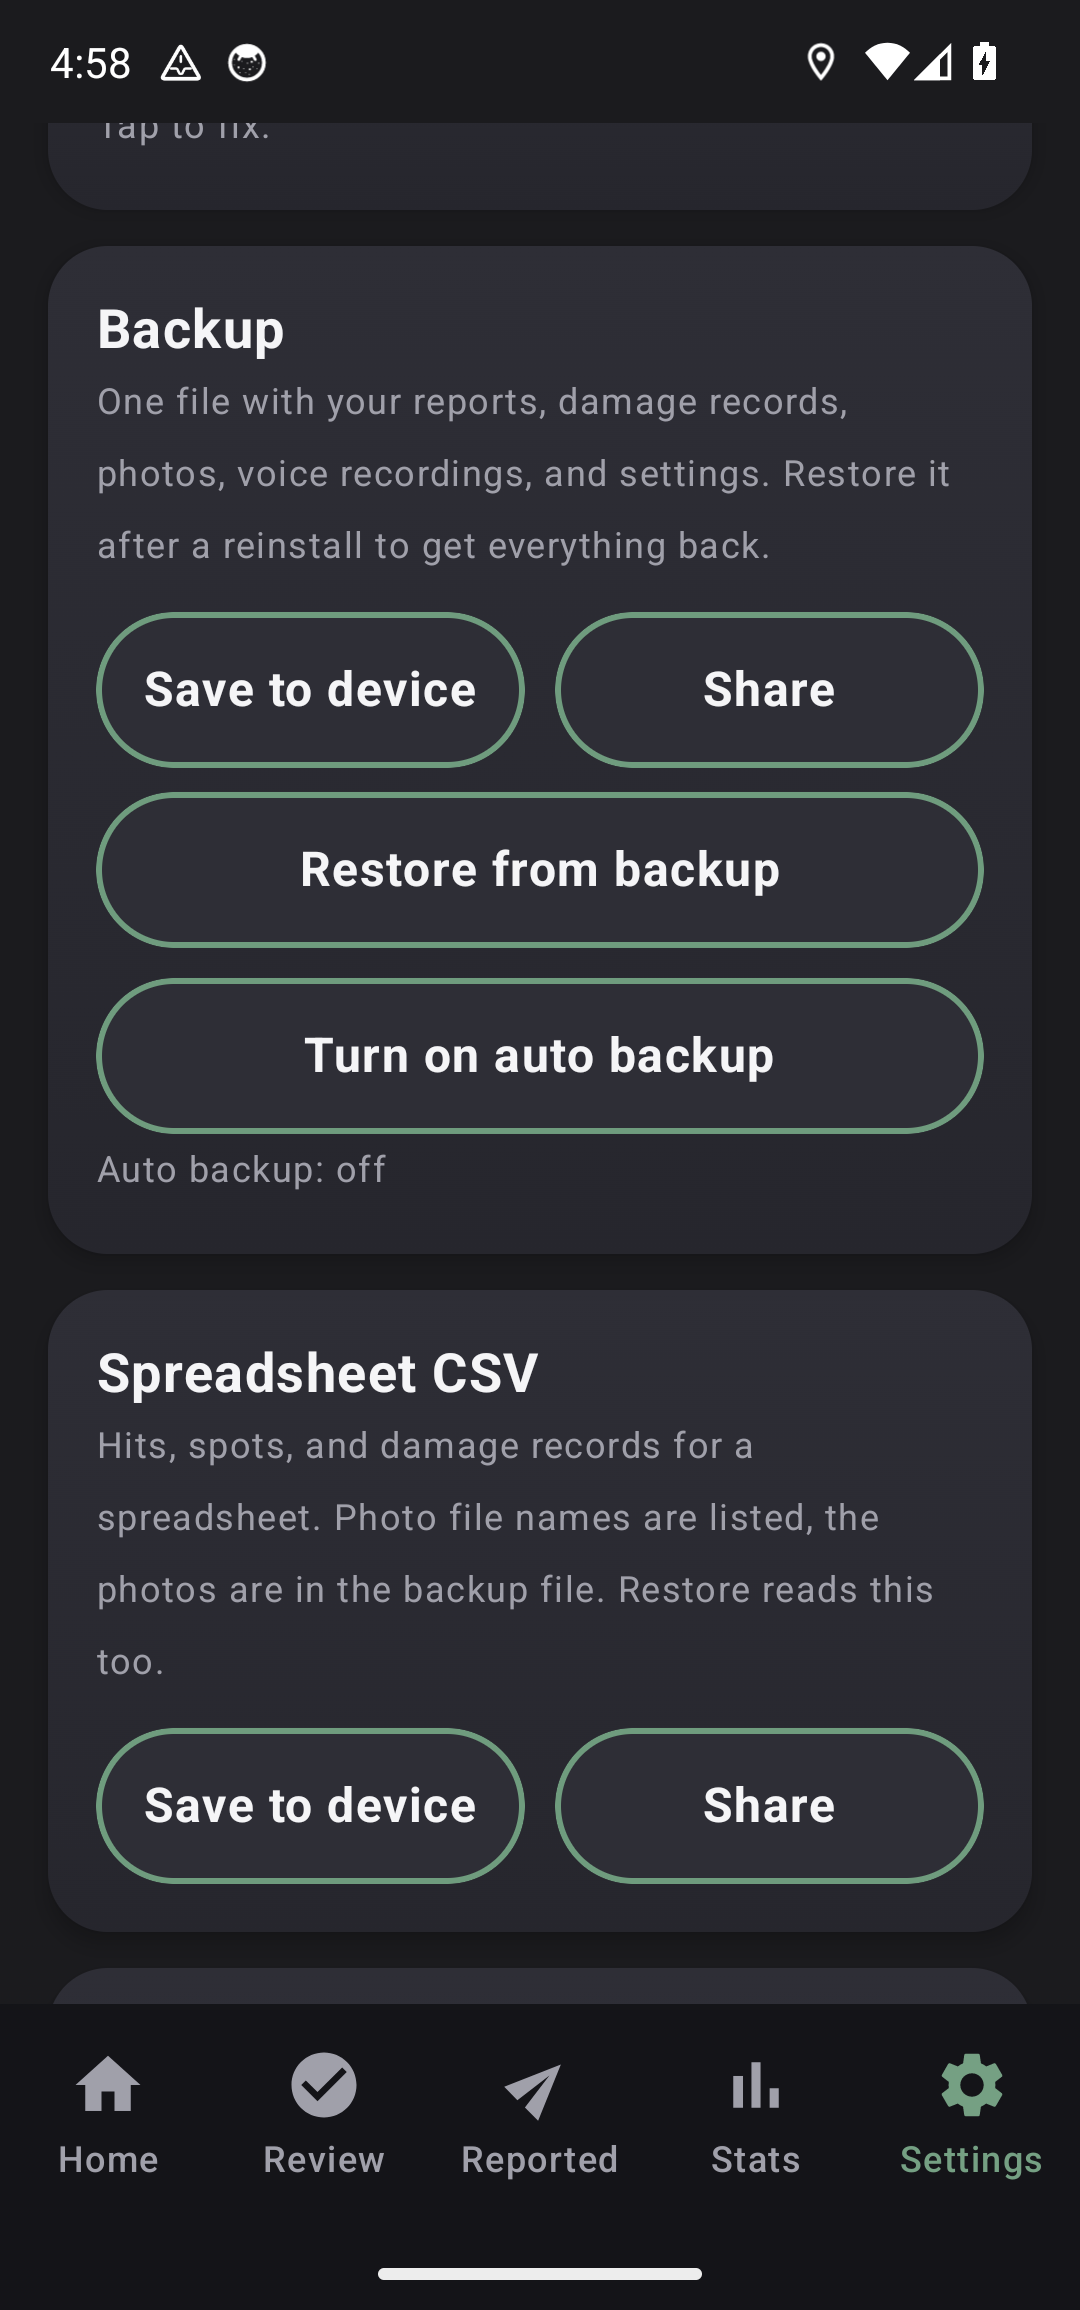 4:58
Tap to fix.
Backup
One file with your reports, damage records,
photos, voice recordings, and settings. Restore it
after a reinstall to get everything back.
Save to device
Share
Restore from backup
Turn on auto backup
Auto backup: off
Spreadsheet CSV
Hits, spots, and damage records for a
spreadsheet. Photo file names are listed, the
photos are in the backup file. Restore reads this
too.
Save to device
Share
Home
Review
Reported
Stats
Settings